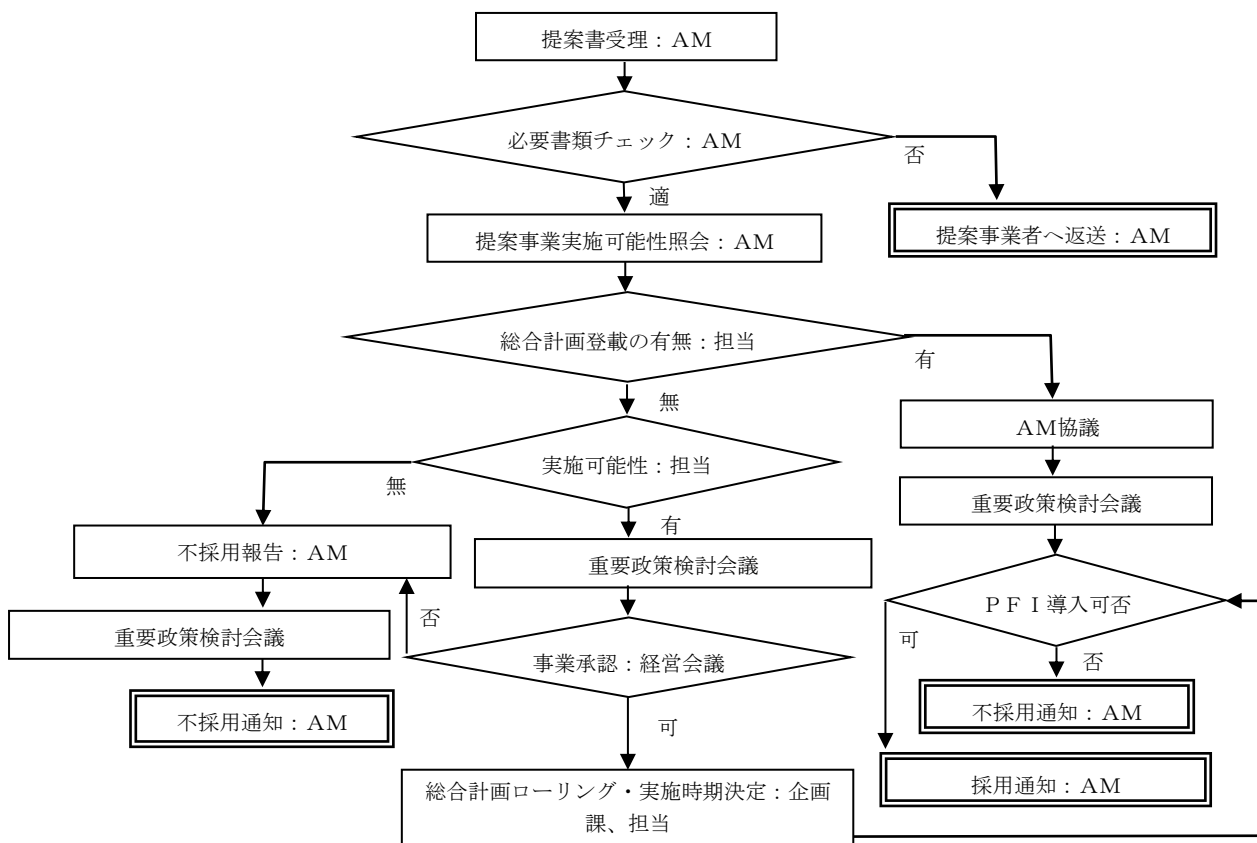 提案書受理：ＡＭ
必要書類チェック：ＡＭ
否
適
提案事業者へ返送：ＡＭ
提案事業実施可能性照会：ＡＭ
総合計画登載の有無：担当
有
無
ＡＭ協議
実施可能性：担当
無
有
重要政策検討会議
不採用報告：ＡＭ
重要政策検討会議
ＰＦＩ導入可否
重要政策検討会議
否
可
事業承認：経営会議
否
不採用通知：ＡＭ
不採用通知：ＡＭ
可
採用通知：ＡＭ
総合計画ローリング・実施時期決定：企画
課、担当